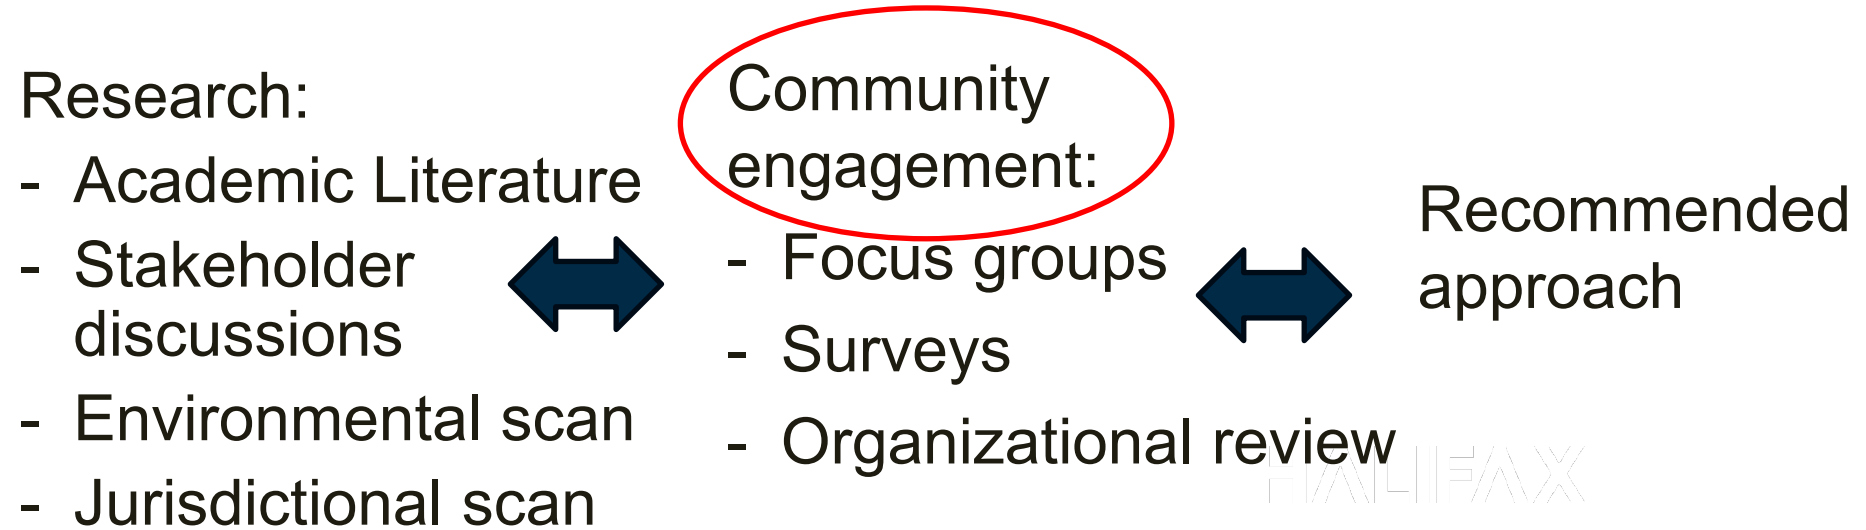 Research:
- Academic Literature
- Stakeholder
discussions
- Environmental scan
- Jurisdictional scan
Community
engagement:
- Focus groups
- Surveys
- Organizational review
Recommended
approach
HALIFAX